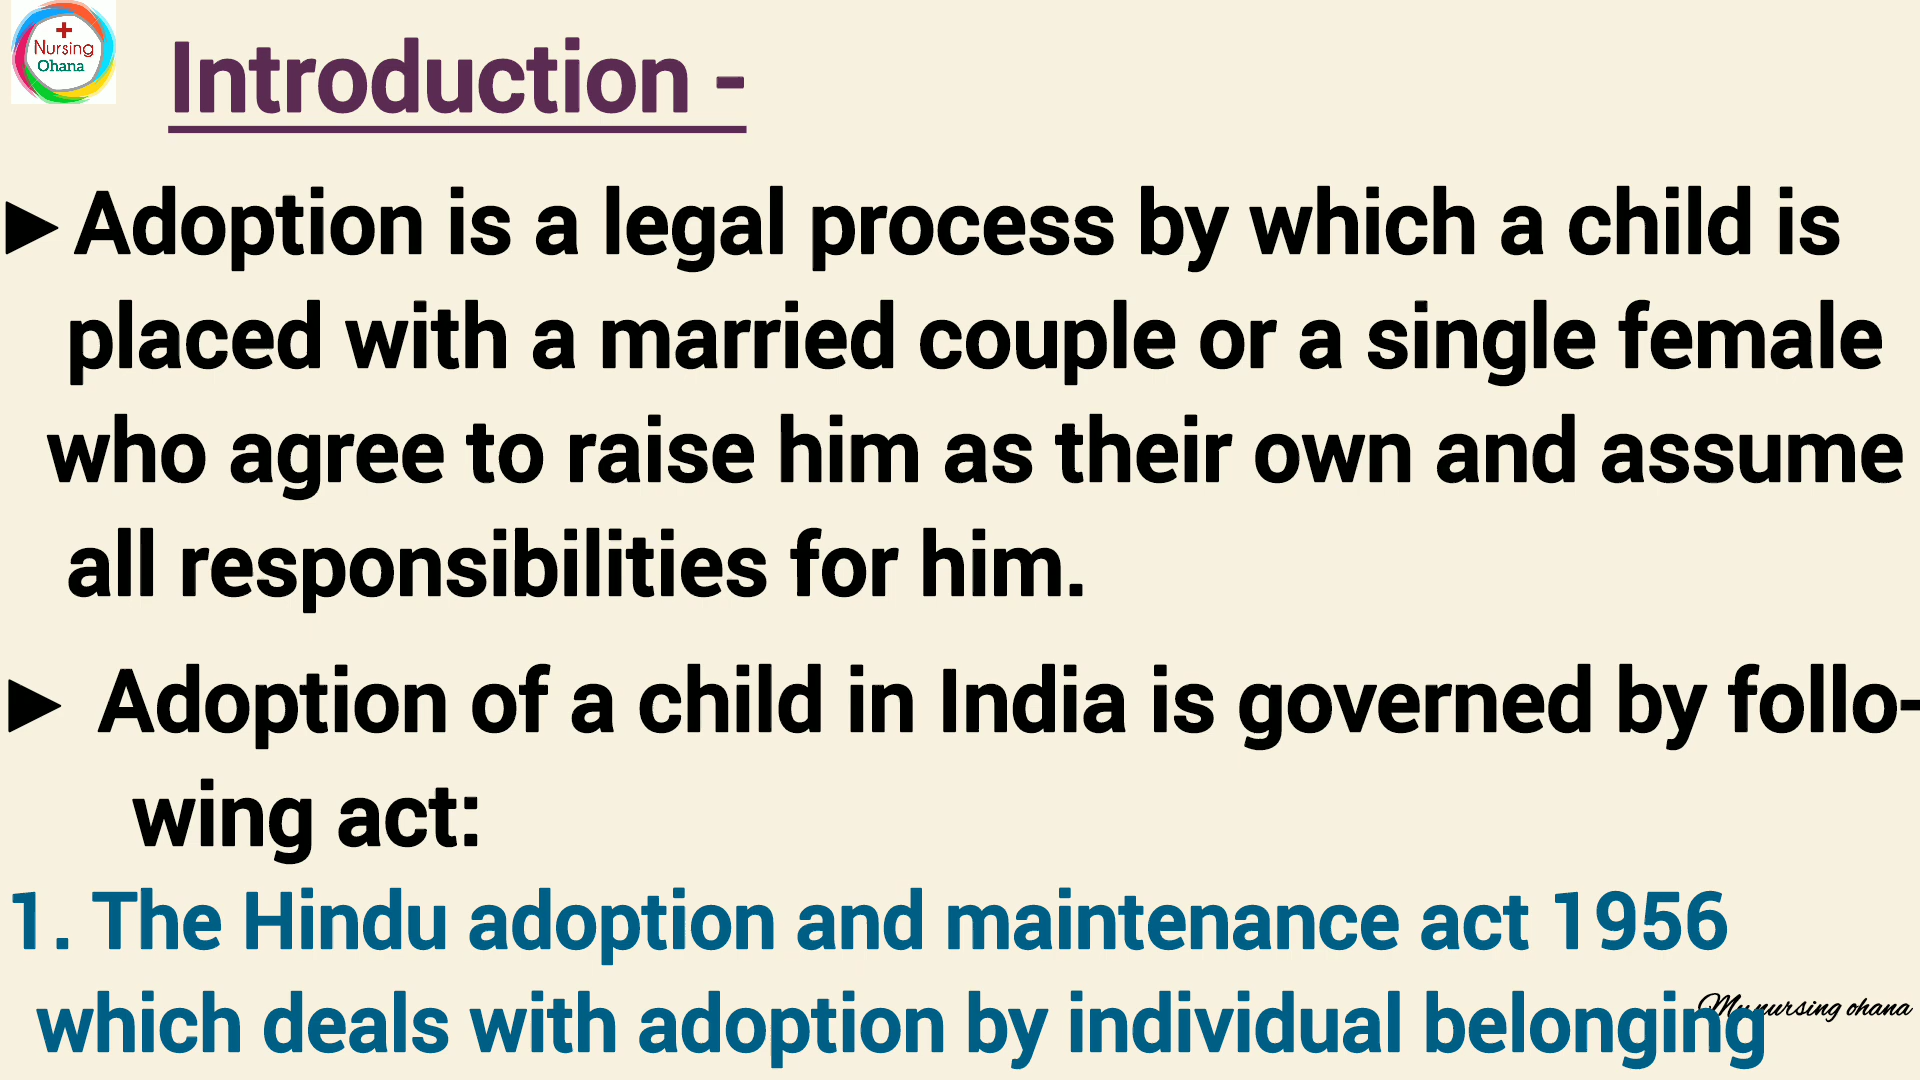 Nursing
Ohana
Introduction -
►Adoption is a legal process by which a child is
placed with a married couple or a single female
who agree to raise him as their own and assume
all responsibilities for him.
► Adoption of a child in India is governed by follo-
wing act:
1. The Hindu adoption and maintenance act 1956
which deals with adoption by individual belonging
My nursing ohana